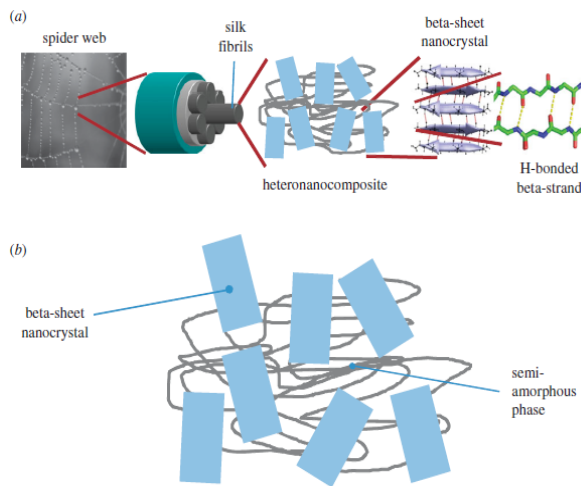 (a)
spider web
silk
fibrils
beta-sheet
nanocrystal
heteronanocomposite
H-bonded
beta-strand
(b)
beta-sheet
nanocrystal
semi-
amorphous
phase